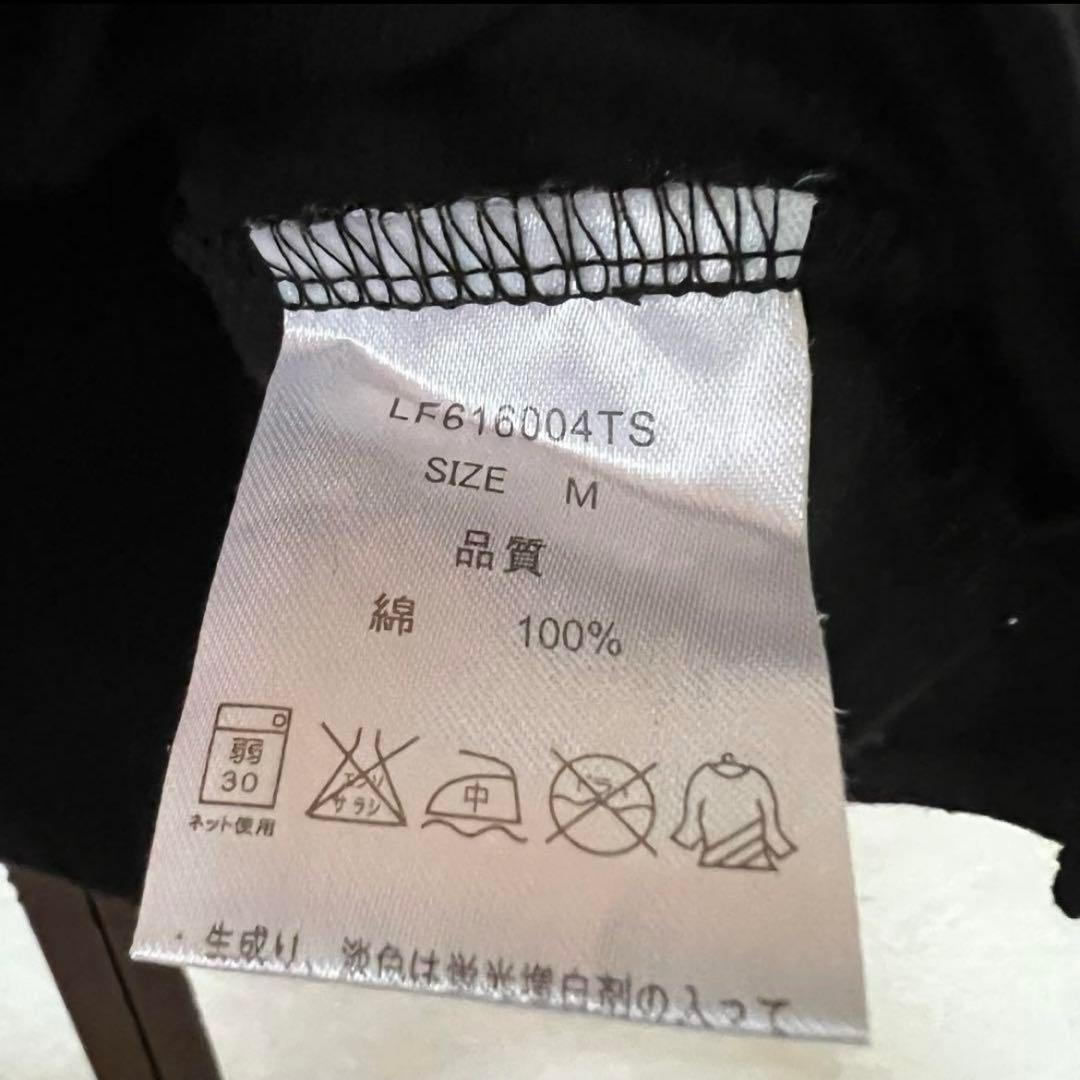 LF616004TS
SIZE M
品質
綿 100%
弱
30
ネット使用
エンソ
サラシ
中
ドライ
・生成り、淡色は蛍光増白剤の入って